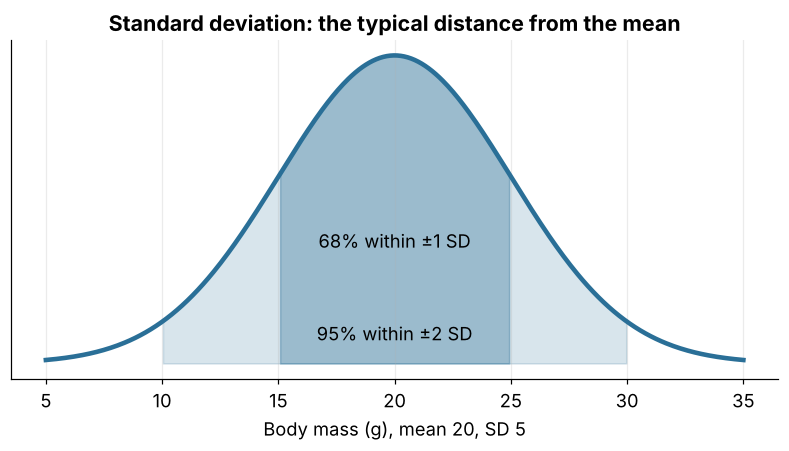 Standard deviation: the typical distance from the mean
68% within ±1 SD
95% within ±2 SD
5 10 15 20 25 30 35
Body mass (g), mean 20, SD 5